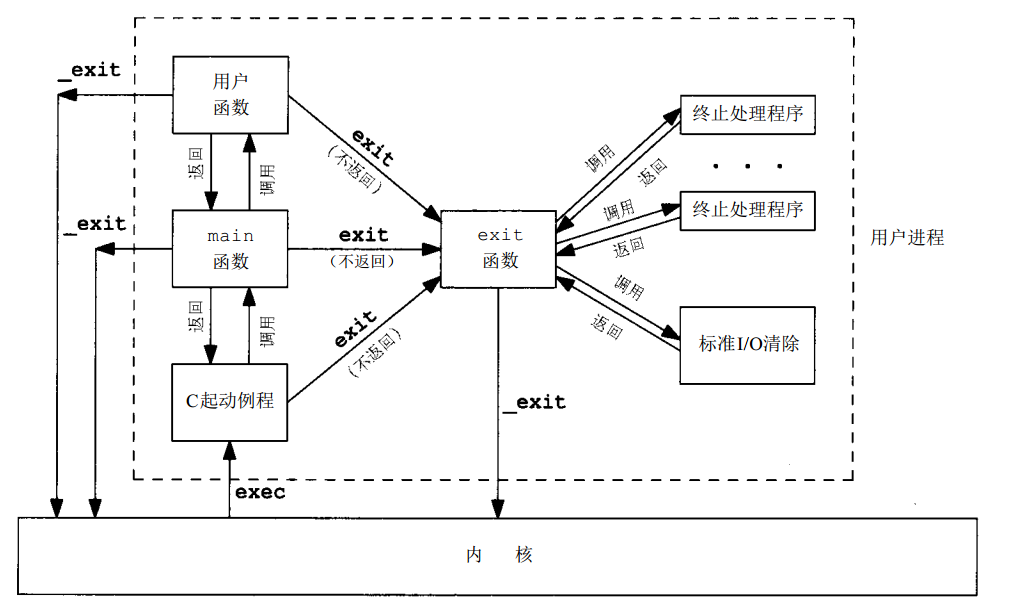 _exit
用户
函数
exit
(不返回)
返回
调用
终止处理程序
调用
返回
· · ·
终止处理程序
_exit
main
函数
exit
(不返回)
exit
函数
调用
返回
用户进程
返回
调用
exit
(不返回)
调用
返回
标准I/O清除
C起动例程
_exit
exec
内 核